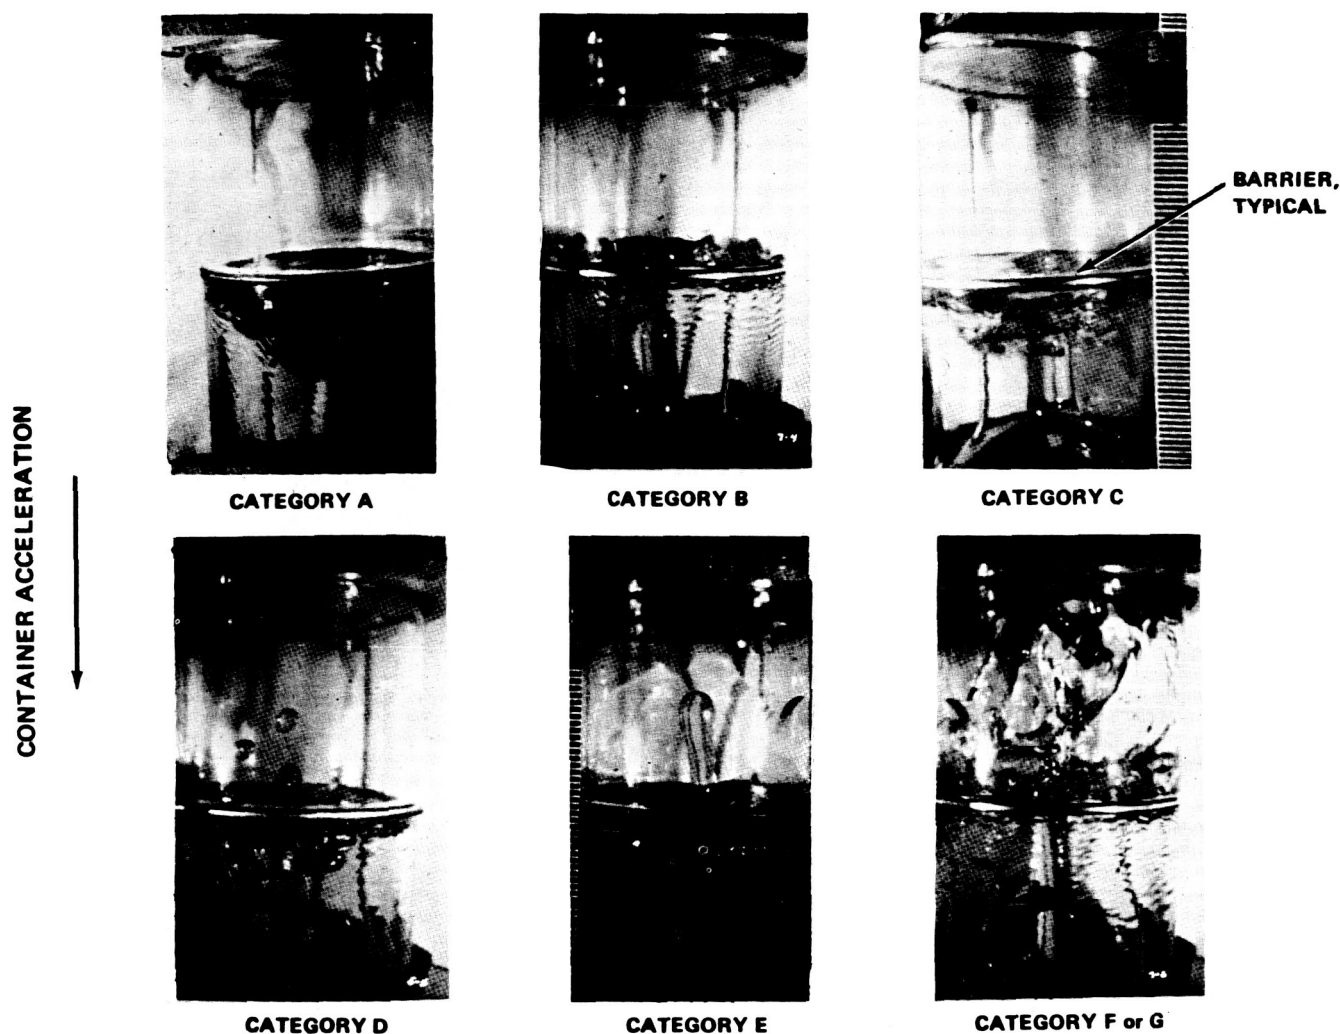 BARRIER,
TYPICAL
CATEGORY A
CATEGORY B
CATEGORY C
CONTAINER ACCELERATION
CATEGORY D
CATEGORY E
CATEGORY F or G